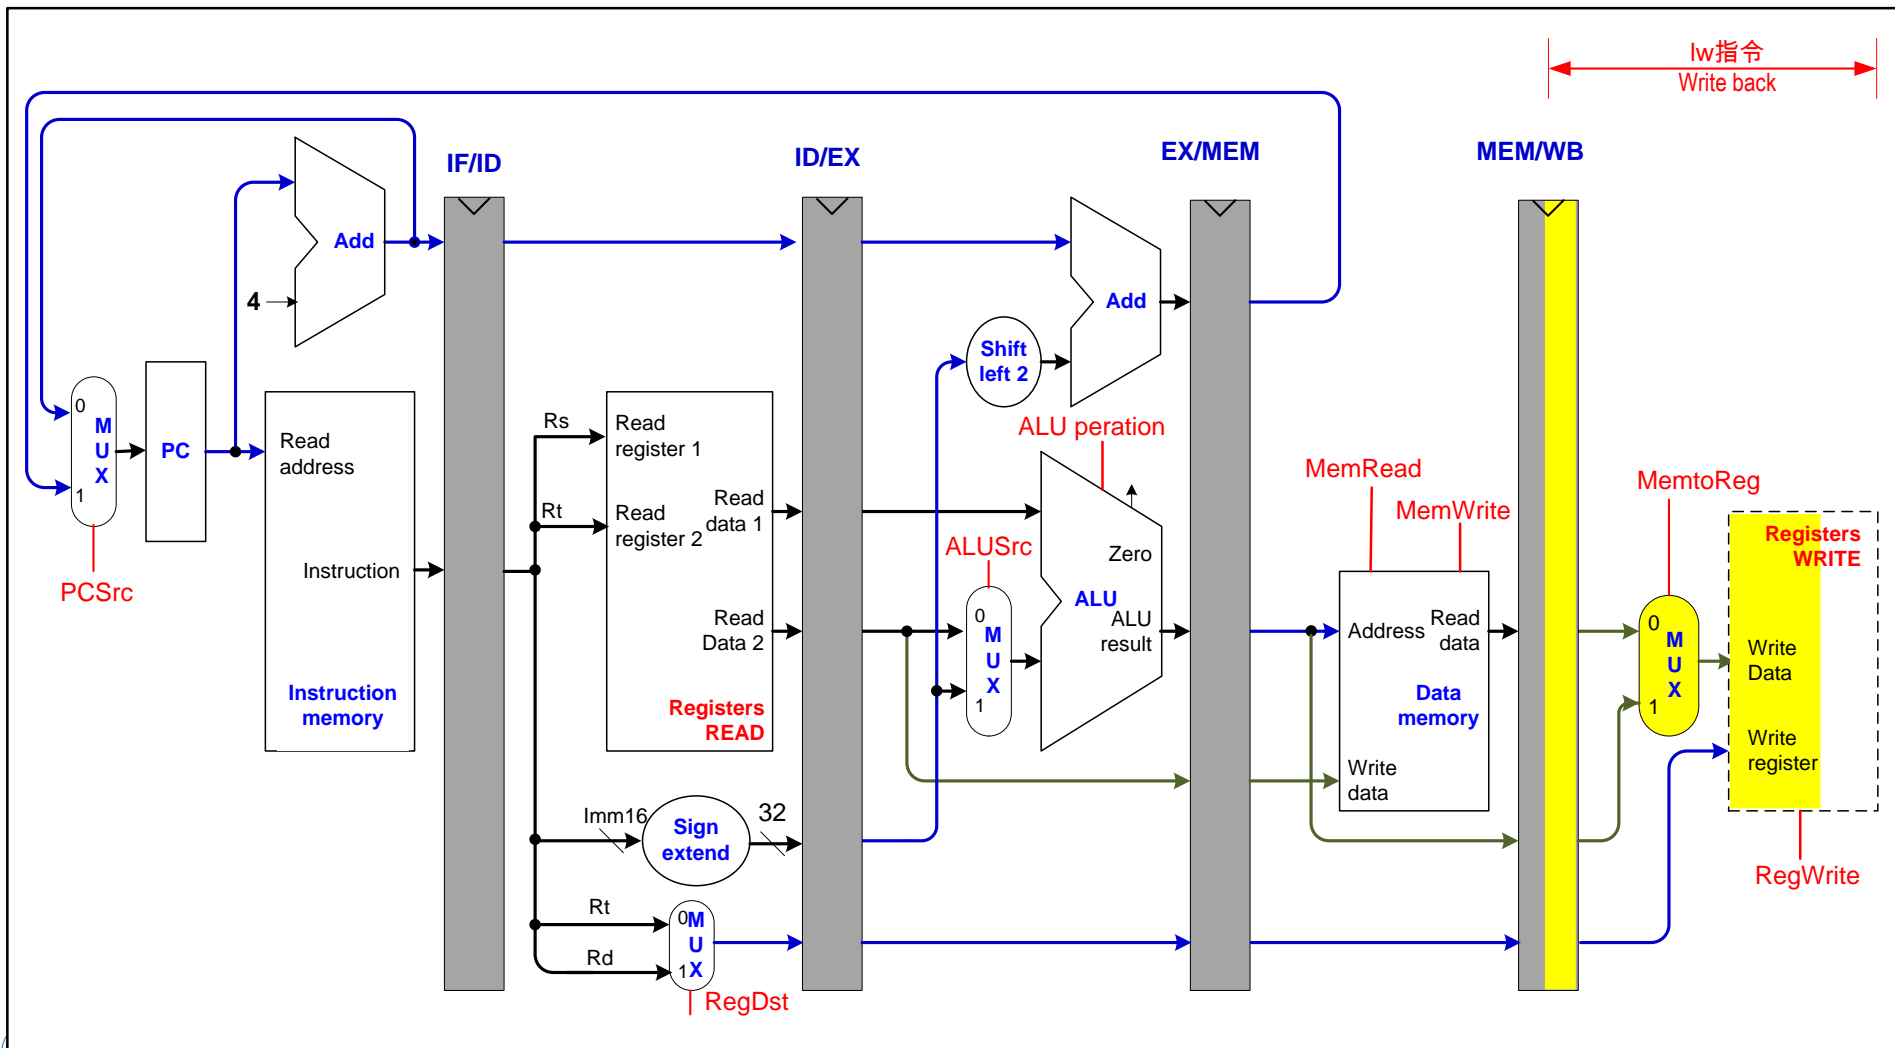 lw指令
Write back
IF/ID
ID/EX
EX/MEM
MEM/WB
Add
4
Add
Shift
left 2
0
M
U
X
1
PCSrc
PC
Read
address
Instruction
Instruction
memory
Rs
Rt
Read
register 1
Read
register 2
Read
data 1
Read
Data 2
Registers
READ
Imm16
Sign
extend
32
Rt
Rd
0
M
U
X
1
RegDst
ALUSrc
0
M
U
X
1
ALU peration
Zero
ALU
ALU
result
MemRead
MemWrite
Address
Read
data
Data
memory
Write
data
MemtoReg
0
M
U
X
1
Registers
WRITE
Write
Data
Write
register
RegWrite